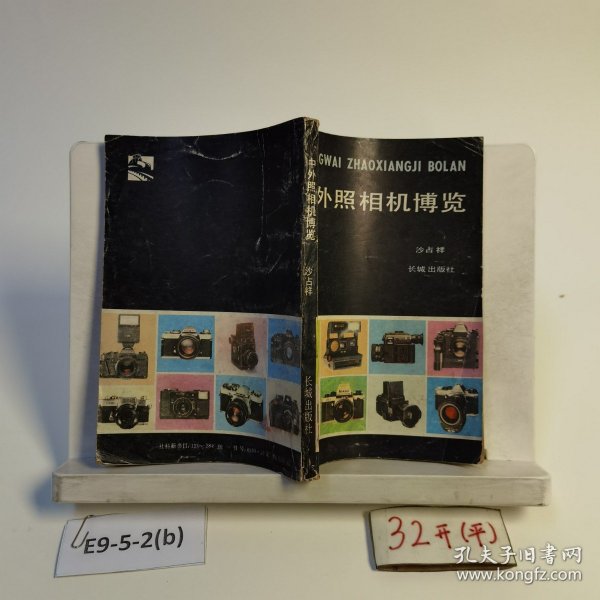 GWAI ZHAOXIANGJI BOLAN
外照相机博览
沙占祥
长城出版社
中外照相机博览
沙占祥
长城出版社
E9-5-2(b)
32开(平)
孔夫子旧书网
www.kongfz.com